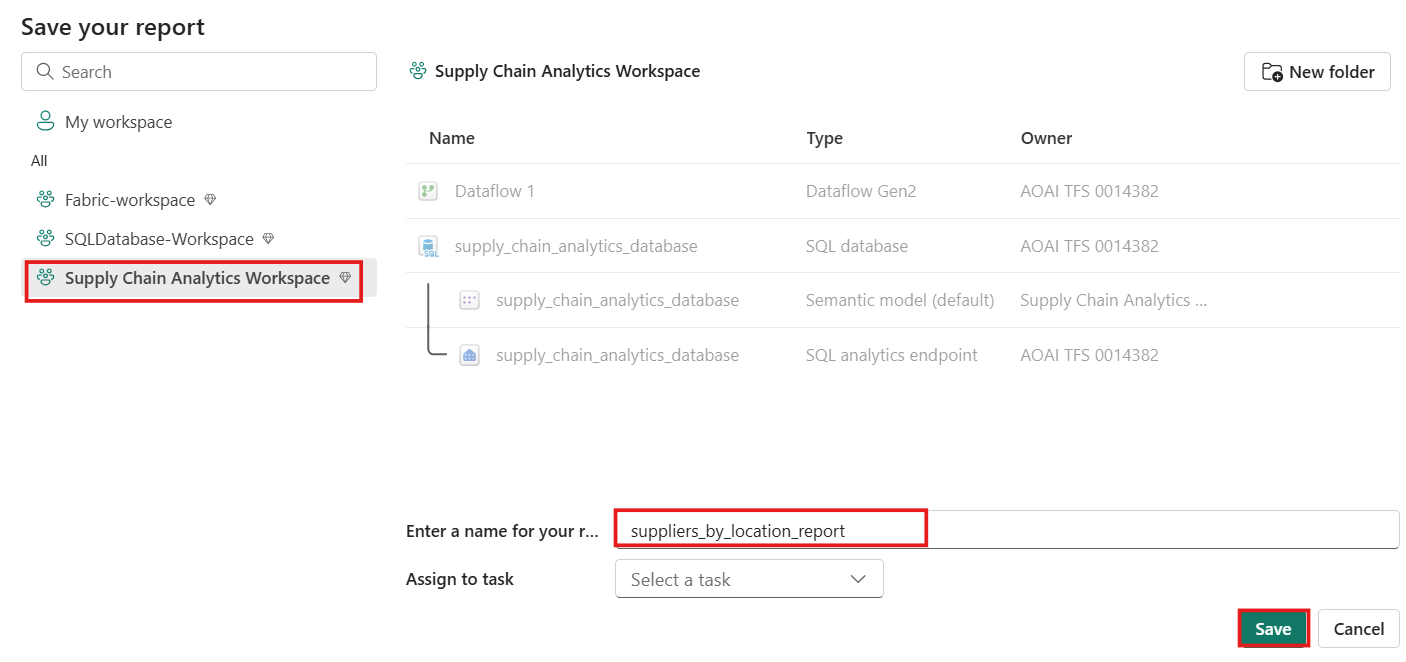 Save your report
Search
My workspace
All
Fabric-workspace
SQLDatabase-Workspace
Supply Chain Analytics Workspace
Supply Chain Analytics Workspace
New folder
Name Type Owner
Dataflow 1 Dataflow Gen2 AOAI TFS 0014382
supply_chain_analytics_database SQL database AOAI TFS 0014382
SQL
supply_chain_analytics_database Semantic model (default) Supply Chain Analytics ...
supply_chain_analytics_database SQL analytics endpoint AOAI TFS 0014382
Enter a name for your r... suppliers_by_location_report
Assign to task Select a task
Save Cancel